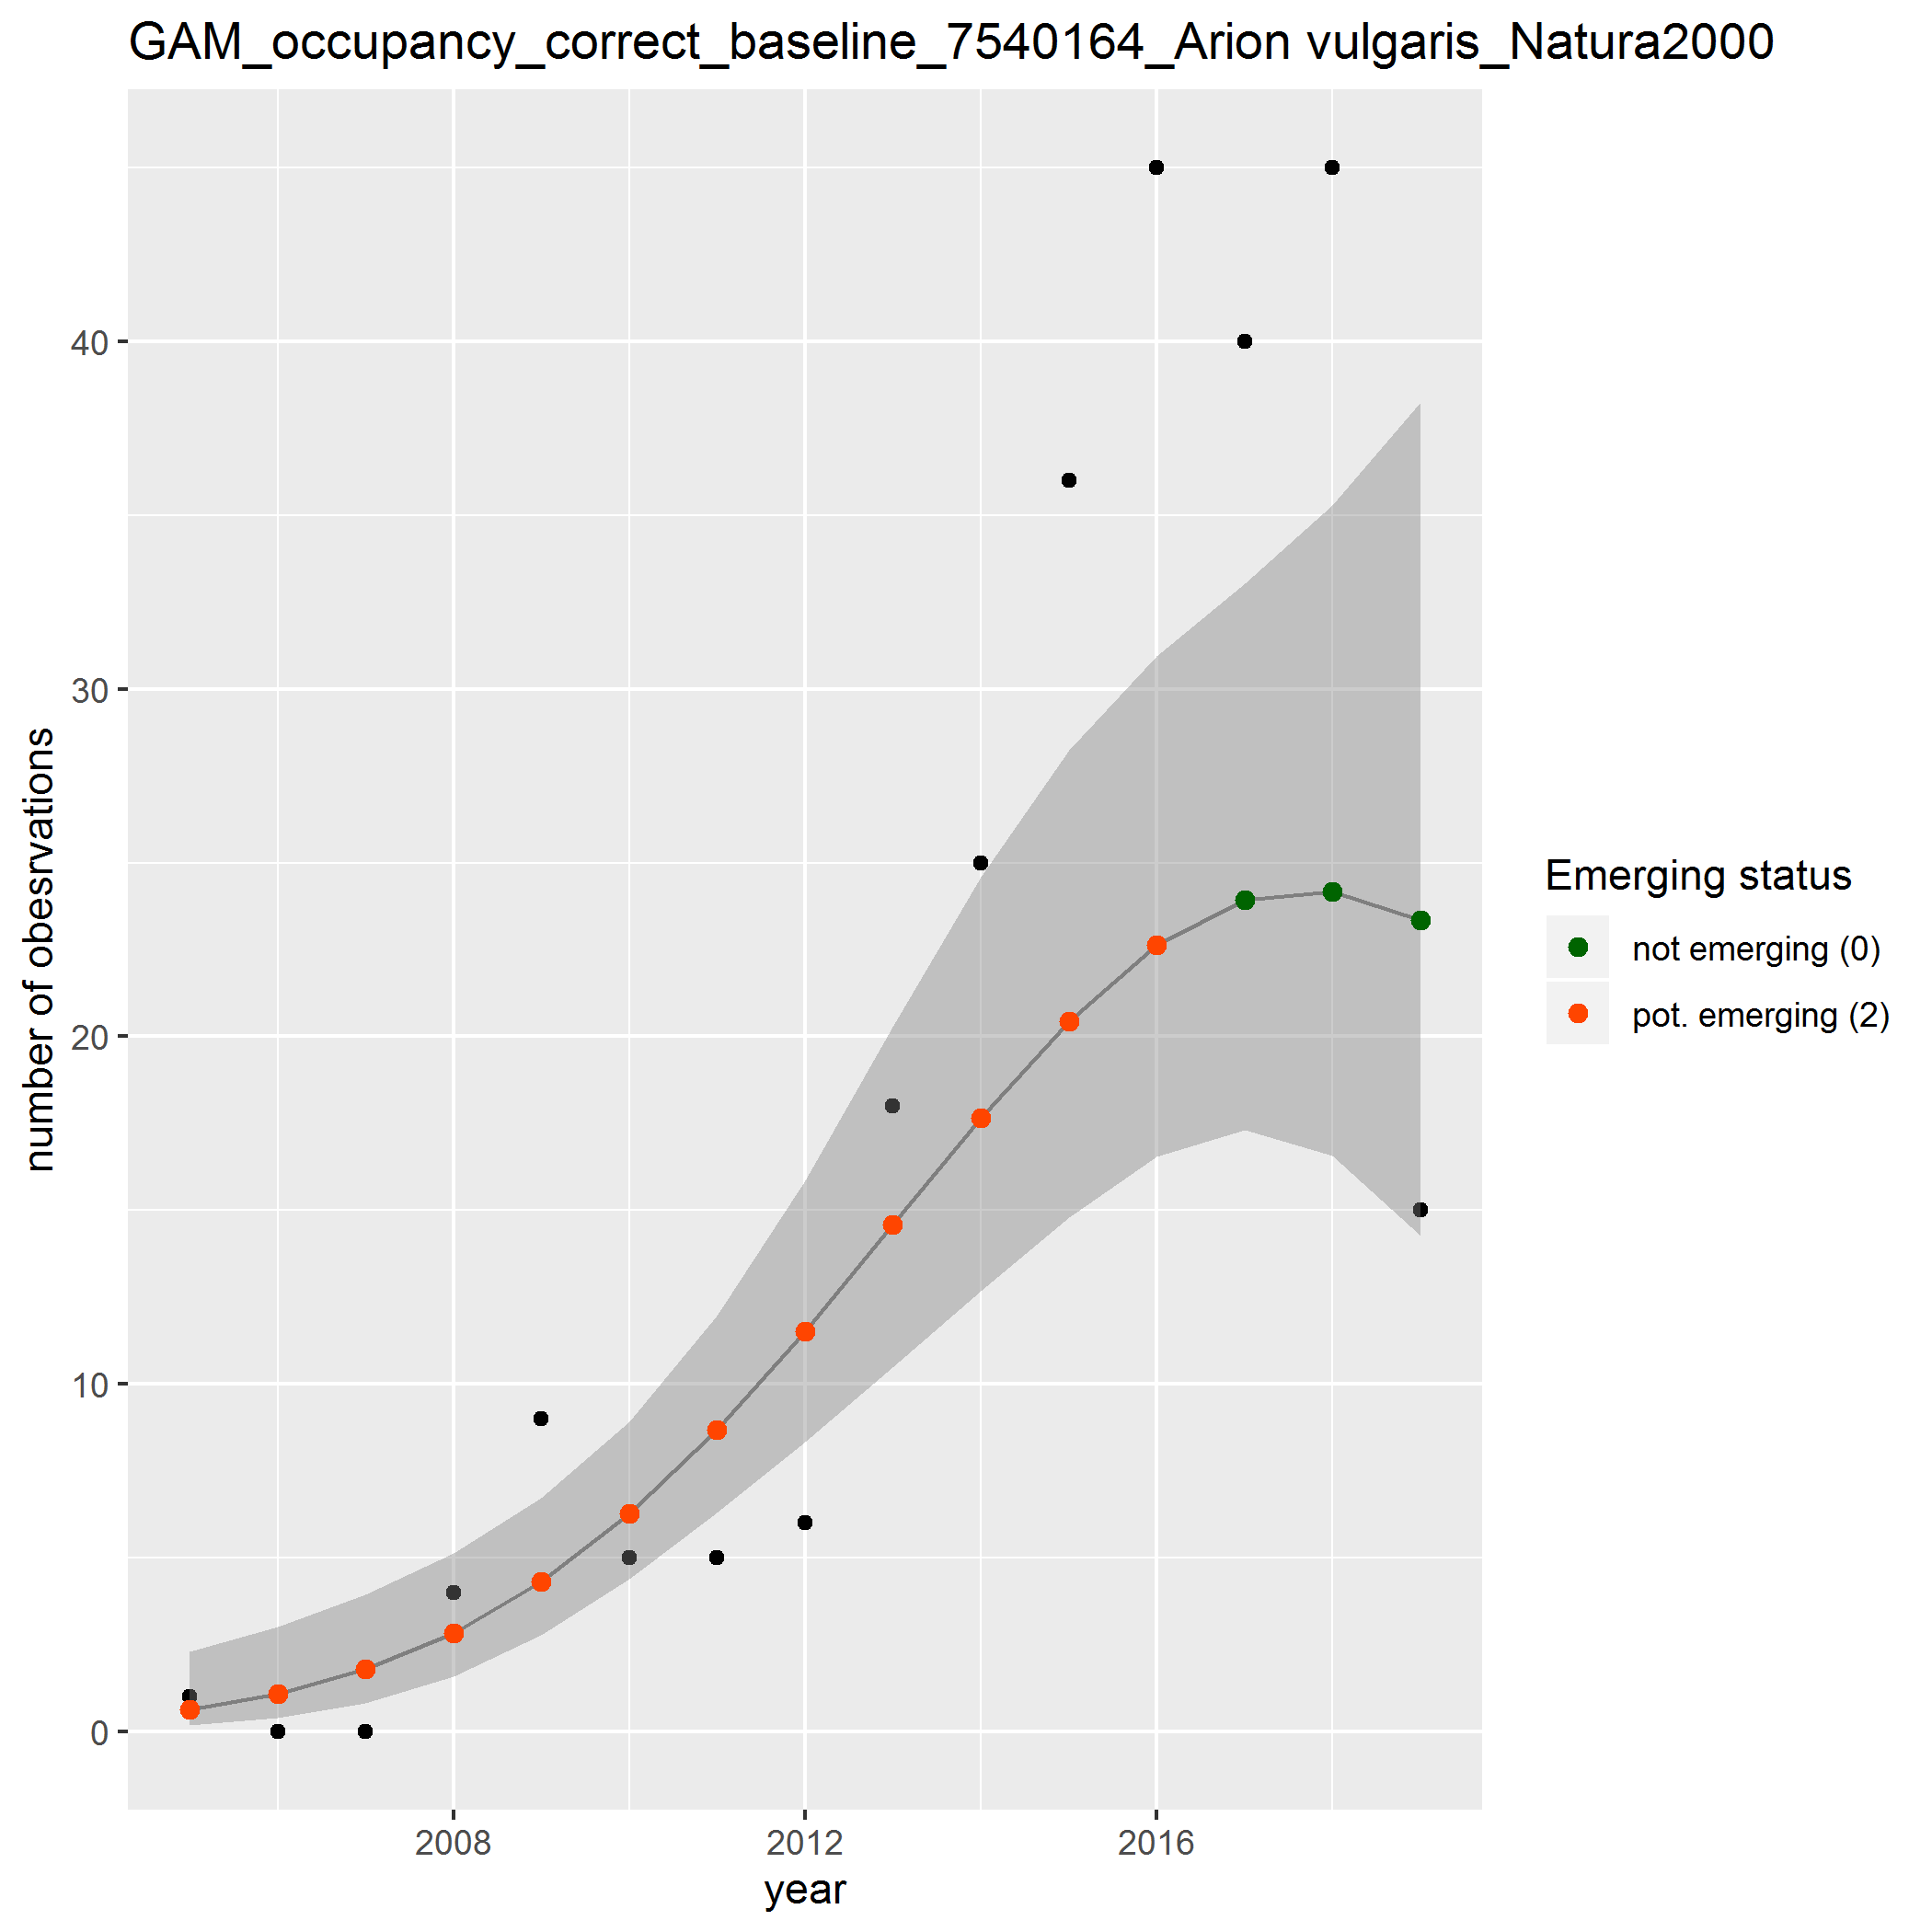 GAM_occupancy_correct_baseline_7540164_Arion vulgaris_Natura2000
number of obesrvations
40
30
20
10
0
2008 2012 2016
year
Emerging status
not emerging (0)
pot. emerging (2)